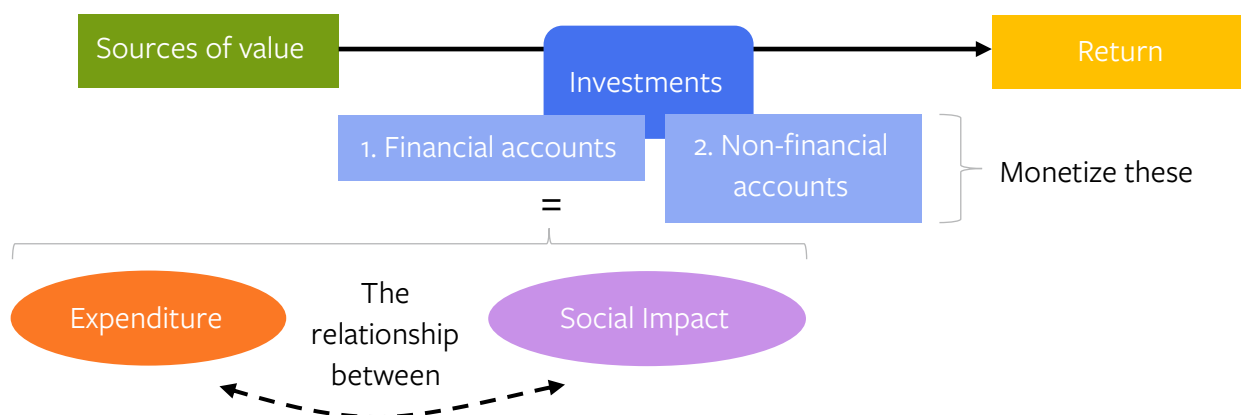 Sources of value
Investments
Return
1. Financial accounts
2. Non-financial
accounts
Monetize these
=
Expenditure
The
relationship
between
Social Impact